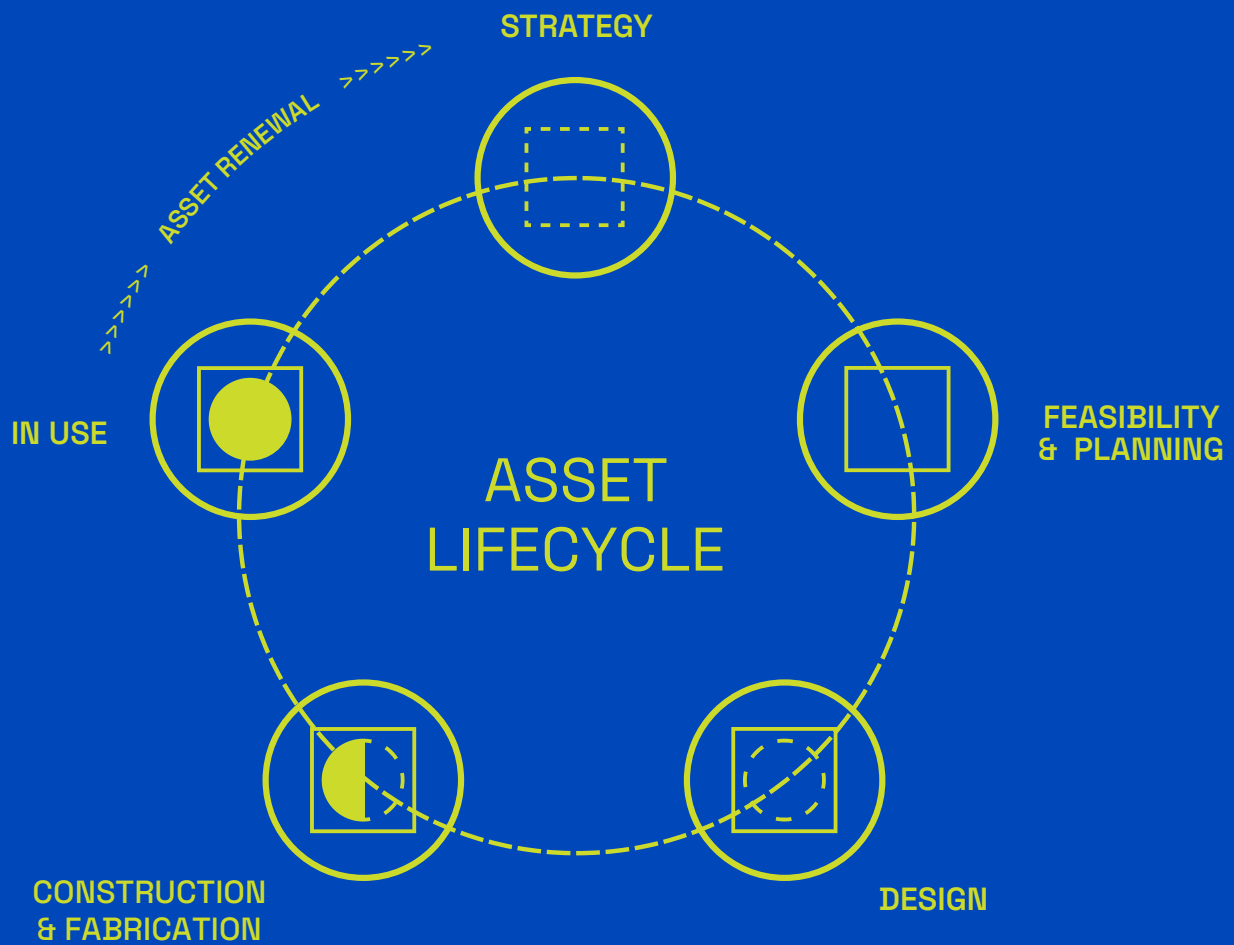 STRATEGY
>>>>>> ASSET RENEWAL >>>>>>
IN USE
FEASIBILITY
& PLANNING
ASSET
LIFECYCLE
CONSTRUCTION
& FABRICATION
DESIGN